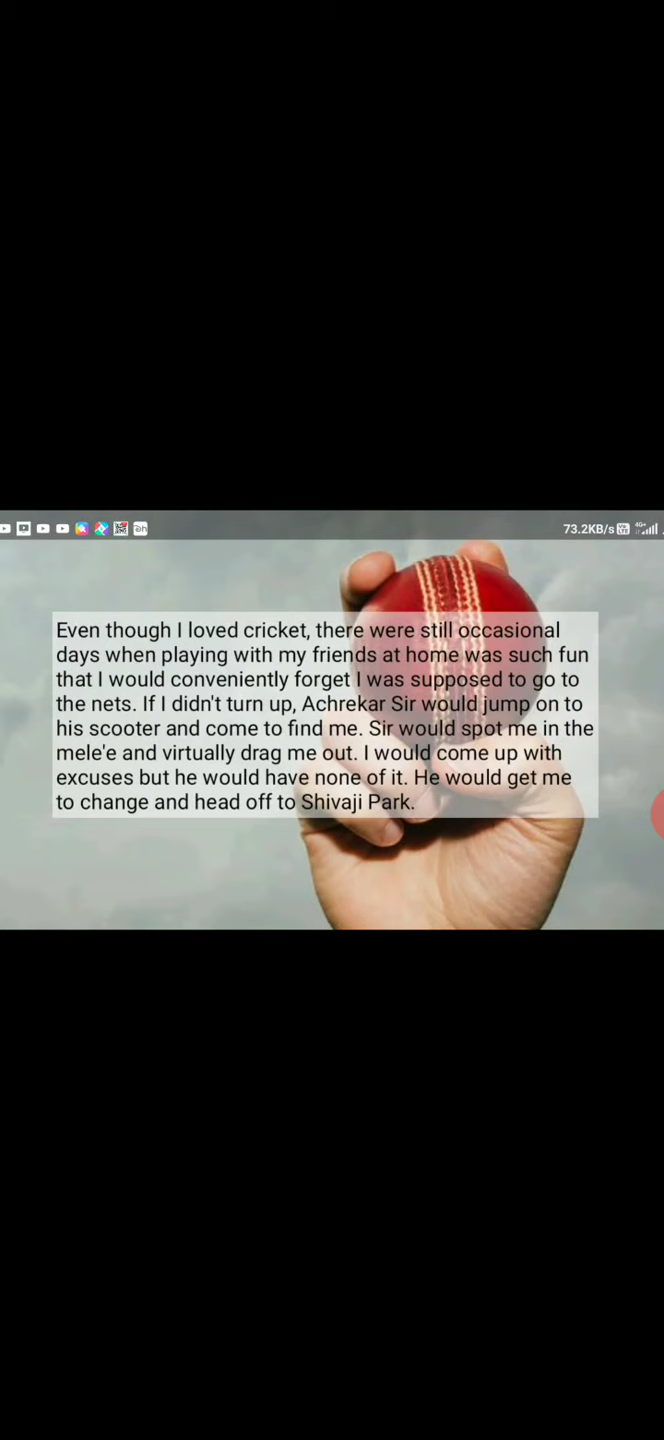 73.2KB/s
4G+
Even though I loved cricket, there were still occasional
days when playing with my friends at home was such fun
that I would conveniently forget I was supposed to go to
the nets. If I didn't turn up, Achrekar Sir would jump on to
his scooter and come to find me. Sir would spot me in the
mele'e and virtually drag me out. I would come up with
excuses but he would have none of it. He would get me
to change and head off to Shivaji Park.